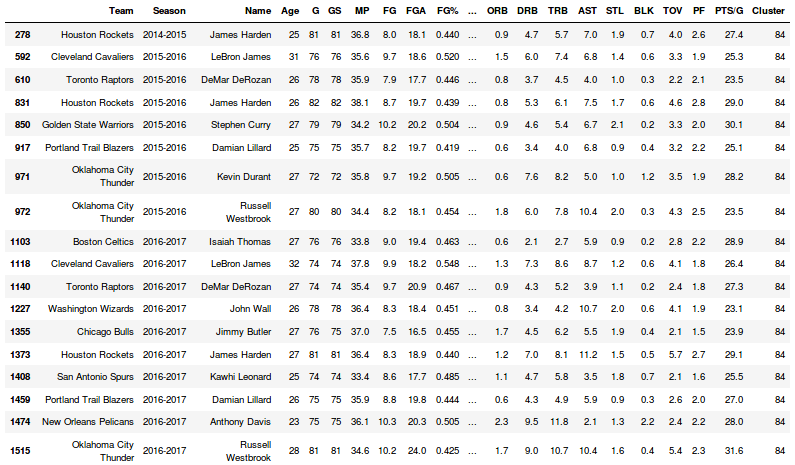 Team Season Name Age G GS MP FG FGA FG% ... ORB DRB TRB AST STL BLK TOV PF PTS/G Cluster
278 Houston Rockets 2014-2015 James Harden 25 81 81 36.8 8.0 18.1 0.440 ... 0.9 4.7 5.7 7.0 1.9 0.7 4.0 2.6 27.4 84
592 Cleveland Cavaliers 2015-2016 LeBron James 31 76 76 35.6 9.7 18.6 0.520 ... 1.5 6.0 7.4 6.8 1.4 0.6 3.3 1.9 25.3 84
610 Toronto Raptors 2015-2016 DeMar DeRozan 26 78 78 35.9 7.9 17.7 0.446 ... 0.8 3.7 4.5 4.0 1.0 0.3 2.2 2.1 23.5 84
831 Houston Rockets 2015-2016 James Harden 26 82 82 38.1 8.7 19.7 0.439 ... 0.8 5.3 6.1 7.5 1.7 0.6 4.6 2.8 29.0 84
850 Golden State Warriors 2015-2016 Stephen Curry 27 79 79 34.2 10.2 20.2 0.504 ... 0.9 4.6 5.4 6.7 2.1 0.2 3.3 2.0 30.1 84
917 Portland Trail Blazers 2015-2016 Damian Lillard 25 75 75 35.7 8.2 19.7 0.419 ... 0.6 3.4 4.0 6.8 0.9 0.4 3.2 2.2 25.1 84
971 Oklahoma City Thunder 2015-2016 Kevin Durant 27 72 72 35.8 9.7 19.2 0.505 ... 0.6 7.6 8.2 5.0 1.0 1.2 3.5 1.9 28.2 84
972 Oklahoma City Thunder 2015-2016 Russell Westbrook 27 80 80 34.4 8.2 18.1 0.454 ... 1.8 6.0 7.8 10.4 2.0 0.3 4.3 2.5 23.5 84
1103 Boston Celtics 2016-2017 Isaiah Thomas 27 76 76 33.8 9.0 19.4 0.463 ... 0.6 2.1 2.7 5.9 0.9 0.2 2.8 2.2 28.9 84
1118 Cleveland Cavaliers 2016-2017 LeBron James 32 74 74 37.8 9.9 18.2 0.548 ... 1.3 7.3 8.6 8.7 1.2 0.6 4.1 1.8 26.4 84
1140 Toronto Raptors 2016-2017 DeMar DeRozan 27 74 74 35.4 9.7 20.9 0.467 ... 0.9 4.3 5.2 3.9 1.1 0.2 2.4 1.8 27.3 84
1227 Washington Wizards 2016-2017 John Wall 26 78 78 36.4 8.3 18.4 0.451 ... 0.8 3.4 4.2 10.7 2.0 0.6 4.1 1.9 23.1 84
1355 Chicago Bulls 2016-2017 Jimmy Butler 27 76 75 37.0 7.5 16.5 0.455 ... 1.7 4.5 6.2 5.5 1.9 0.4 2.1 1.5 23.9 84
1373 Houston Rockets 2016-2017 James Harden 27 81 81 36.4 8.3 18.9 0.440 ... 1.2 7.0 8.1 11.2 1.5 0.5 5.7 2.7 29.1 84
1408 San Antonio Spurs 2016-2017 Kawhi Leonard 25 74 74 33.4 8.6 17.7 0.485 ... 1.1 4.7 5.8 3.5 1.8 0.7 2.1 1.6 25.5 84
1459 Portland Trail Blazers 2016-2017 Damian Lillard 26 75 75 35.9 8.8 19.8 0.444 ... 0.6 4.3 4.9 5.9 0.9 0.3 2.6 2.0 27.0 84
1474 New Orleans Pelicans 2016-2017 Anthony Davis 23 75 75 36.1 10.3 20.3 0.505 ... 2.3 9.5 11.8 2.1 1.3 2.2 2.4 2.2 28.0 84
1515 Oklahoma City Thunder 2016-2017 Russell Westbrook 28 81 81 34.6 10.2 24.0 0.425 ... 1.7 9.0 10.7 10.4 1.6 0.4 5.4 2.3 31.6 84